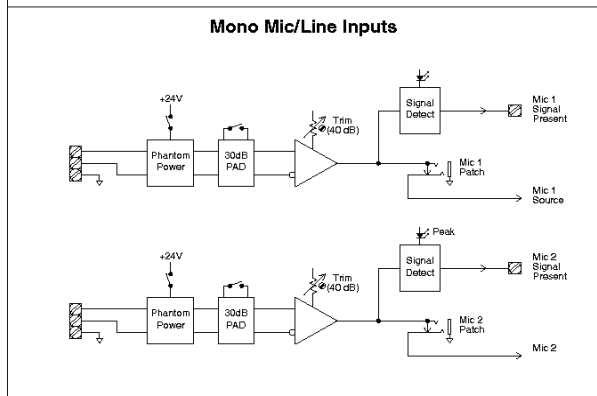 Mono Mic/Line Inputs
+24V
Phantom
Power
30dB
PAD
Trim
(40 dB)
Signal
Detect
Mic 1
Signal
Present
Mic 1
Patch
Mic 1
Source
+24V
Phantom
Power
30dB
PAD
Trim
(40 dB)
Peak
Signal
Detect
Mic 2
Signal
Present
Mic 2
Patch
Mic 2